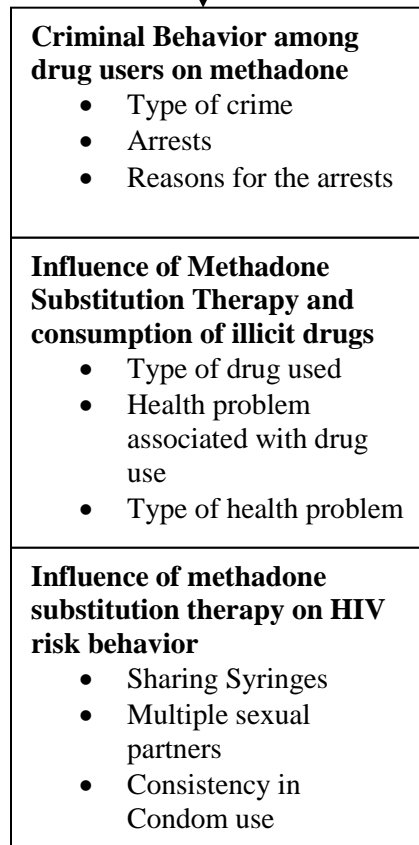 Criminal Behavior among
drug users on methadone
• Type of crime
• Arrests
• Reasons for the arrests
Influence of Methadone
Substitution Therapy and
consumption of illicit drugs
• Type of drug used
• Health problem
associated with drug
use
• Type of health problem
Influence of methadone
substitution therapy on HIV
risk behavior
• Sharing Syringes
• Multiple sexual
partners
• Consistency in
Condom use